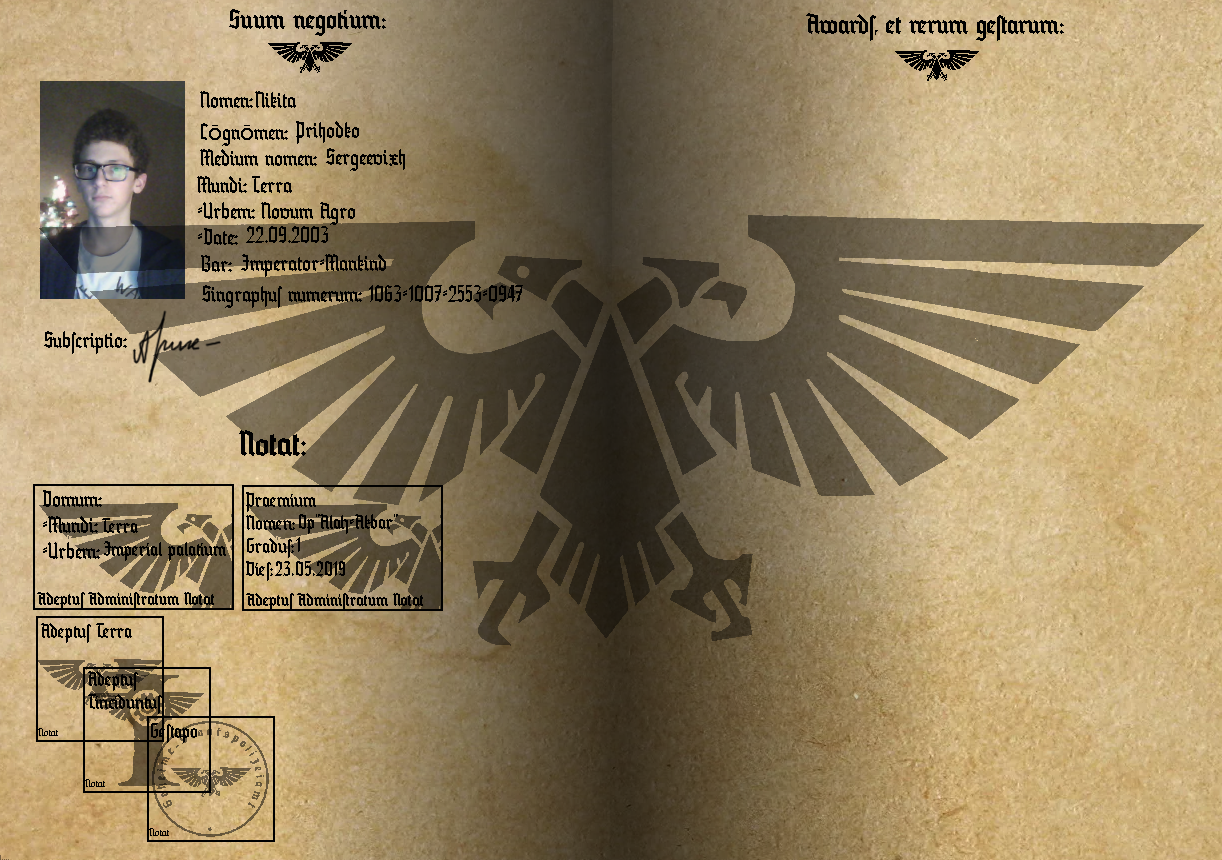 Suum negotium:
Nomen: Nikita
Cōgnōmen: Prihodko
Medium nomen: Sergeevixh
Mundi: Terra
-Urbem: Novum Agro
-Date: 22.09.2003
Bar: Imperator-Mankind
Singraphuſ numerum: 1063-1007-2553-0947
Subſcriptio:
Notat:
Domum:
-Mundi: Terra
-Urbem: Imperial palatium
Adeptuſ Adminiſtratum Notat
Praemium
Nomen: Op"Alah-Akbar"
Graduſ: 1
Dieſ: 23.05.2019
Adeptuſ Adminiſtratum Notat
Adeptuſ Terra
Notat
Adeptuſ
Notat
Geſtapo
Notat
Awardſ, et rerum geſtarum: